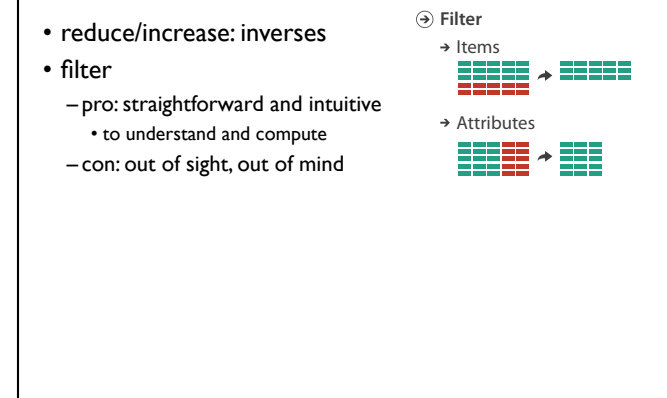 • reduce/increase: inverses
• filter
– pro: straightforward and intuitive
• to understand and compute
– con: out of sight, out of mind
Filter
Items
Attributes